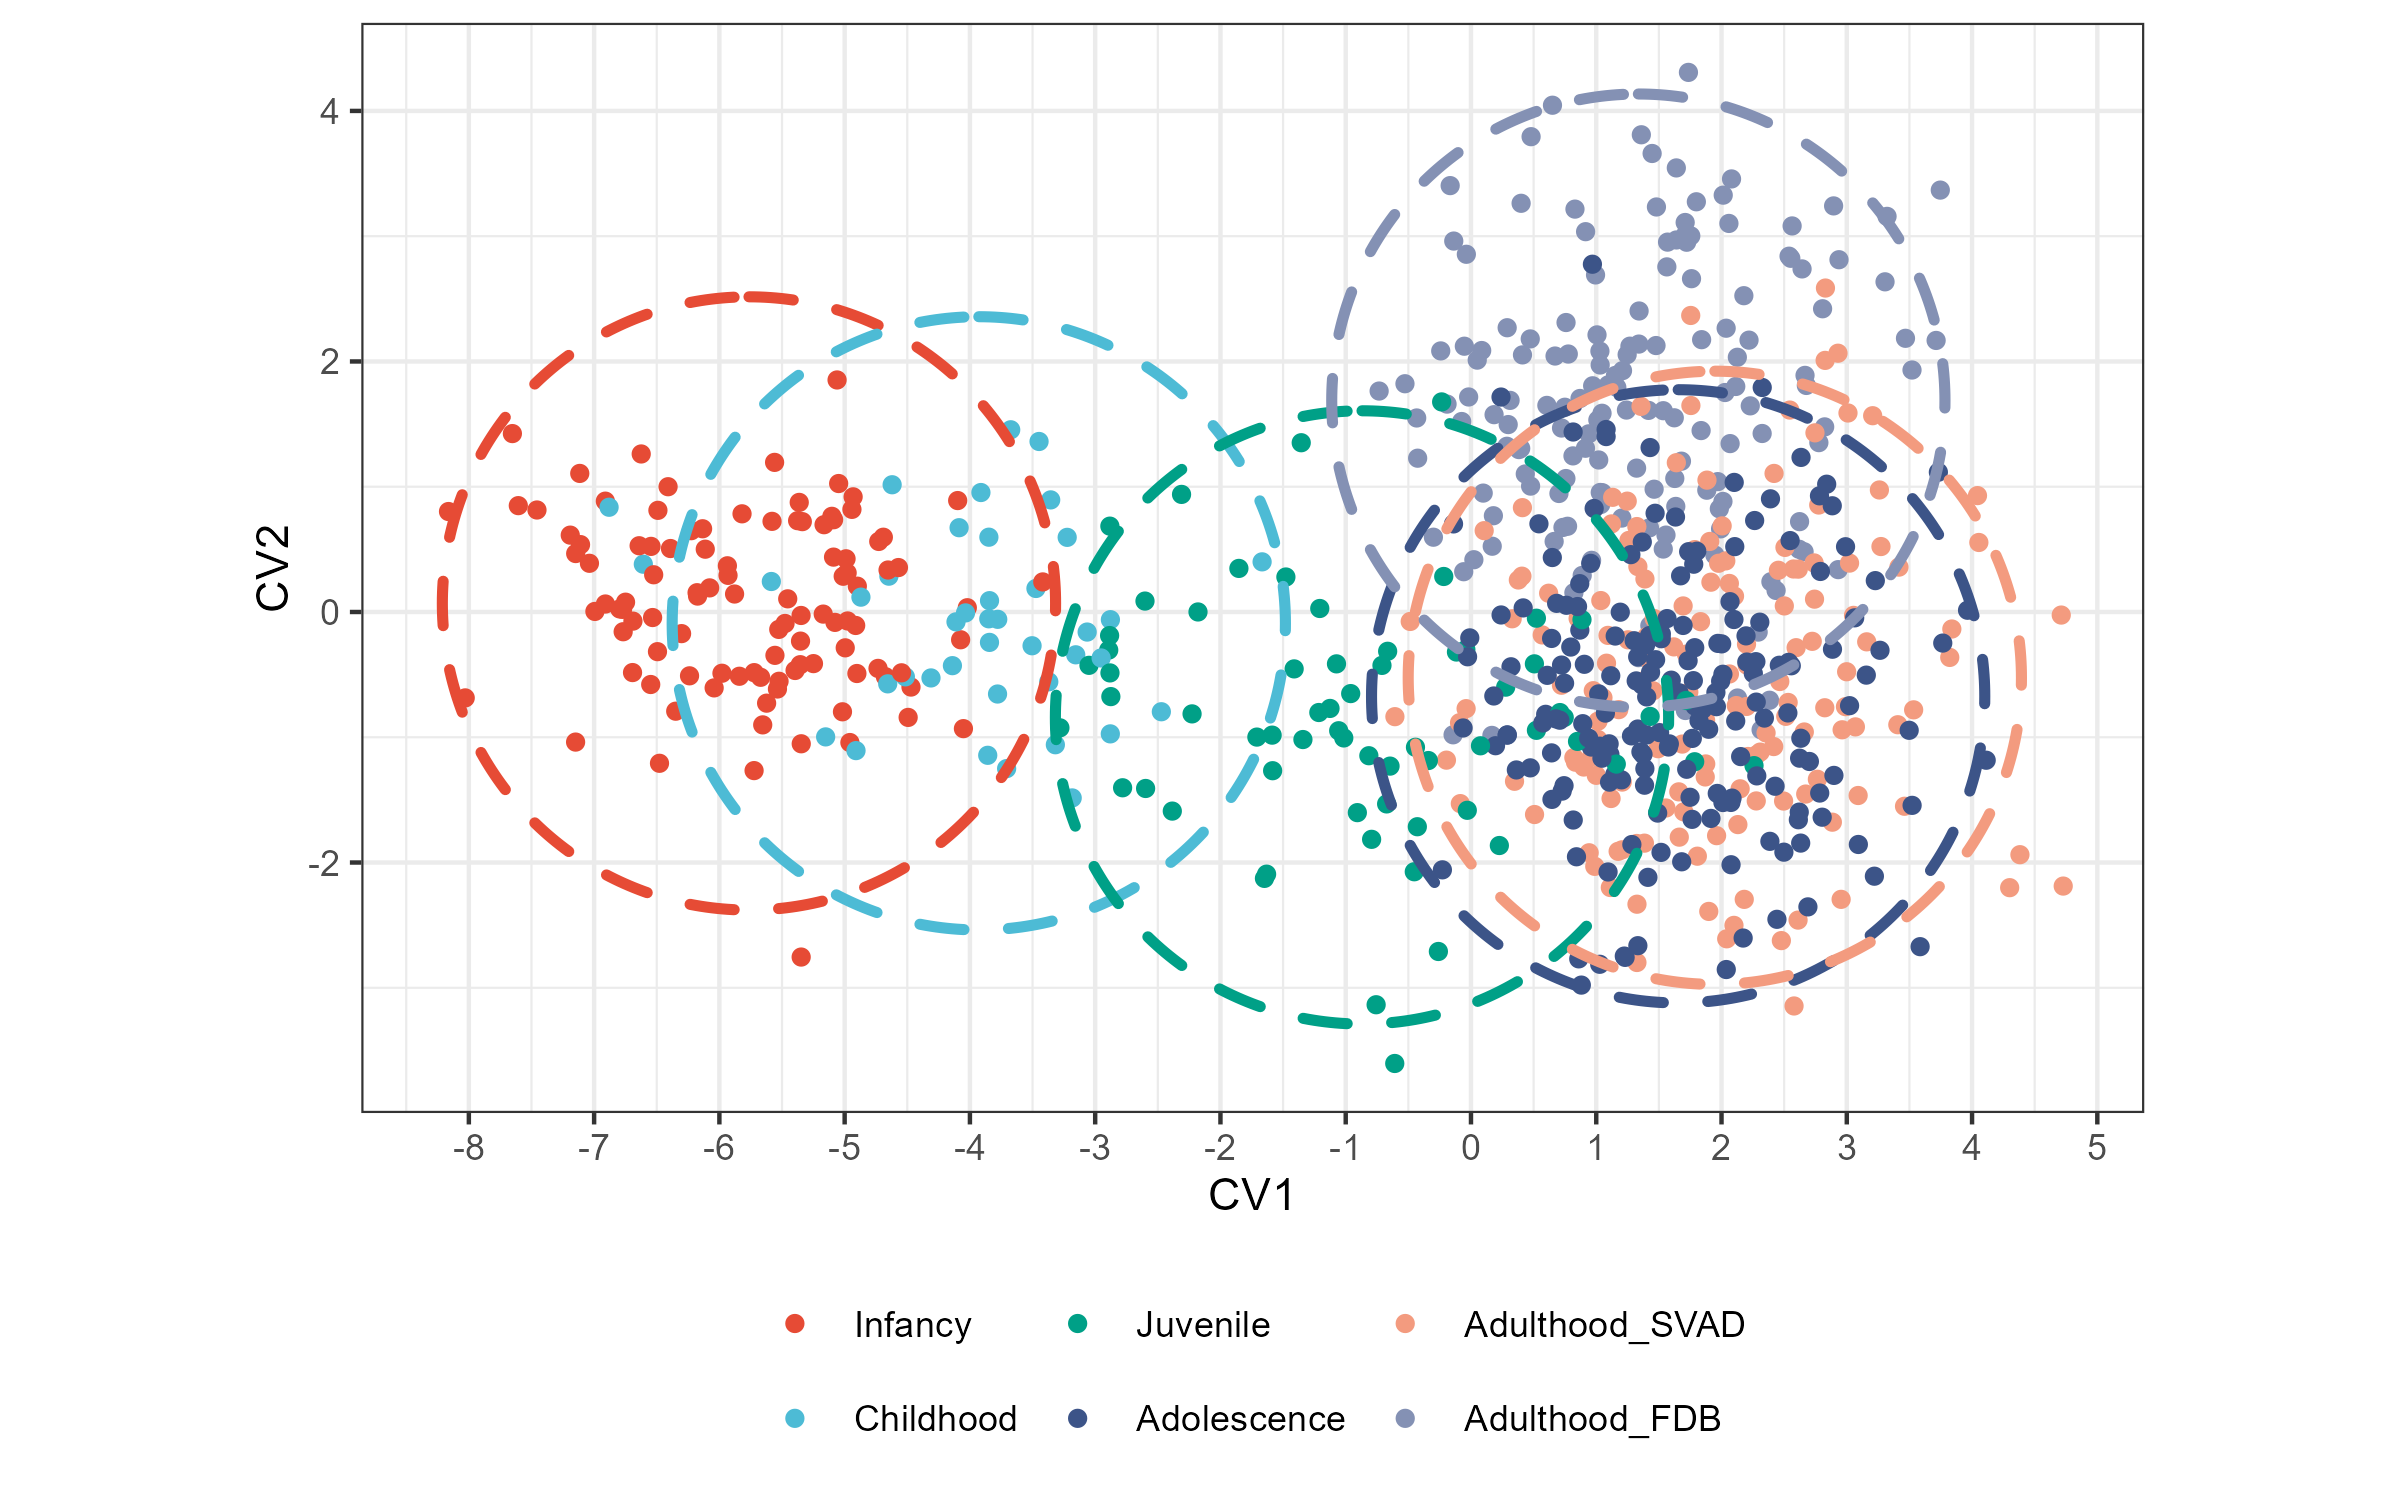 4
2
0
-2
CV2
-8 -7 -6 -5 -4 -3 -2 -1 0 1 2 3 4 5
CV1
Infancy Juvenile Adulthood_SVAD
Childhood Adolescence Adulthood_FDB